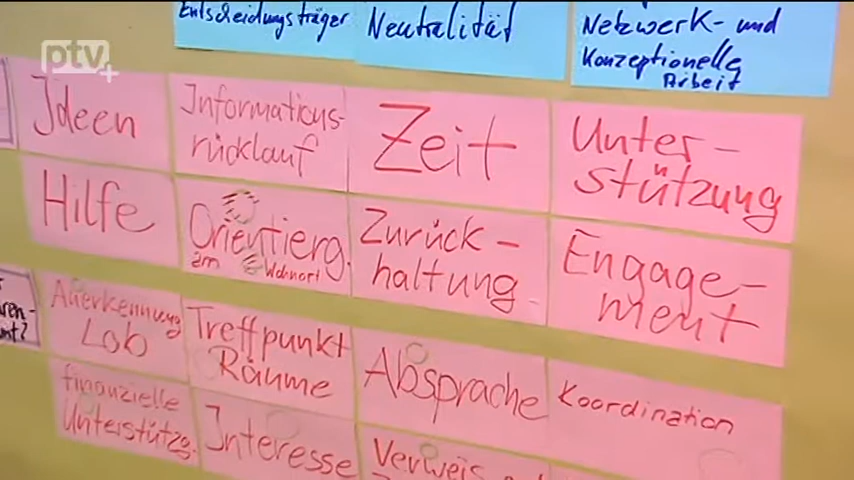 ptv+
Entscheidungsträger
Neutralität
Netzwerk- und
Konzeptionelle
Arbeit
Ideen
Informations-
rücklauf
Zeit
Unter-
stützung
Hilfe
Orientierg.
am Wohnort
Zurück-
haltung
Engage-
ment
Anerkennung
Lob
Treffpunkt
Räume
Absprache
Koordination
finanzielle
Unterstützg.
Interesse
Verweis